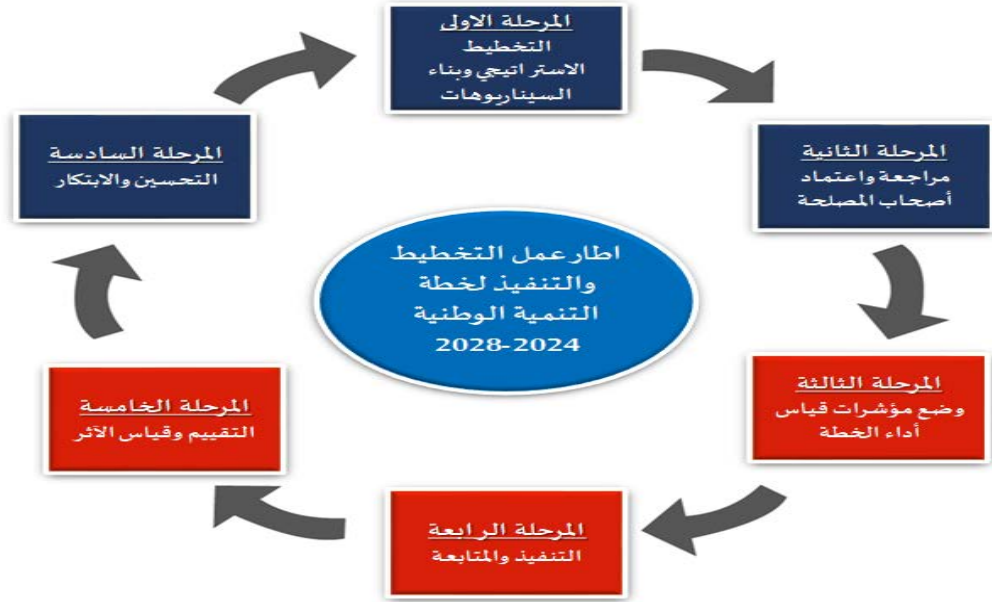 المرحلة الاولى
التخطيط
الاستراتيجي وبناء
السيناريوهات
المرحلة الثانية
مراجعة واعتماد
أصحاب المصلحة
المرحلة الثالثة
وضع مؤشرات قياس
أداء الخطة
المرحلة الرابعة
التنفيذ والمتابعة
المرحلة الخامسة
التقييم وقياس الآثر
المرحلة السادسة
التحسين والابتكار
اطار عمل التخطيط
والتنفيذ لخطة
التنمية الوطنية
2028-2024